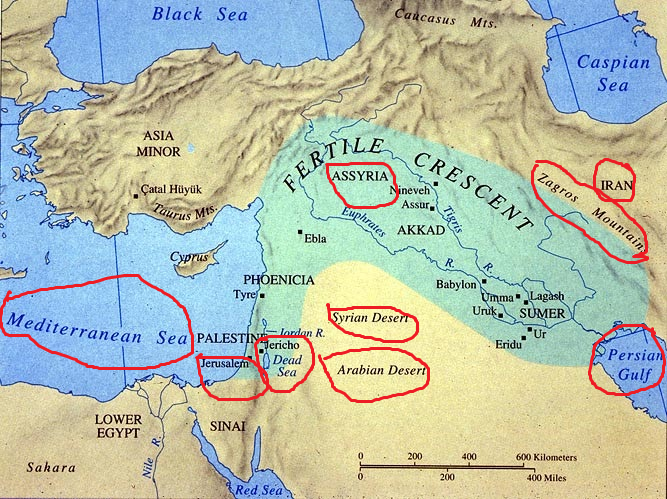 Black Sea
Caucasus Mts.
Caspian
Sea
ASIA
MINOR
FERTILE CRESCENT
ASSYRIA
Nineveh
IRAN
Zagros Mountain
Çatal Hüyük
Assur
Taurus Mts.
Euphrates R.
Tigris R.
AKKAD
Ebla
Cyprus
PHOENICIA
Tyre
Babylon
Umma
Lagash
Uruk
SUMER
Mediterranean Sea
Syrian Desert
PALESTINE
Jordan R.
Jericho
Ur
Eridu
Jerusalem
Dead
Sea
Arabian Desert
Persian
Gulf
LOWER
EGYPT
SINAI
Nile R.
Sahara
Red Sea
0 200 400 600 Kilometers
0 200 400 Miles